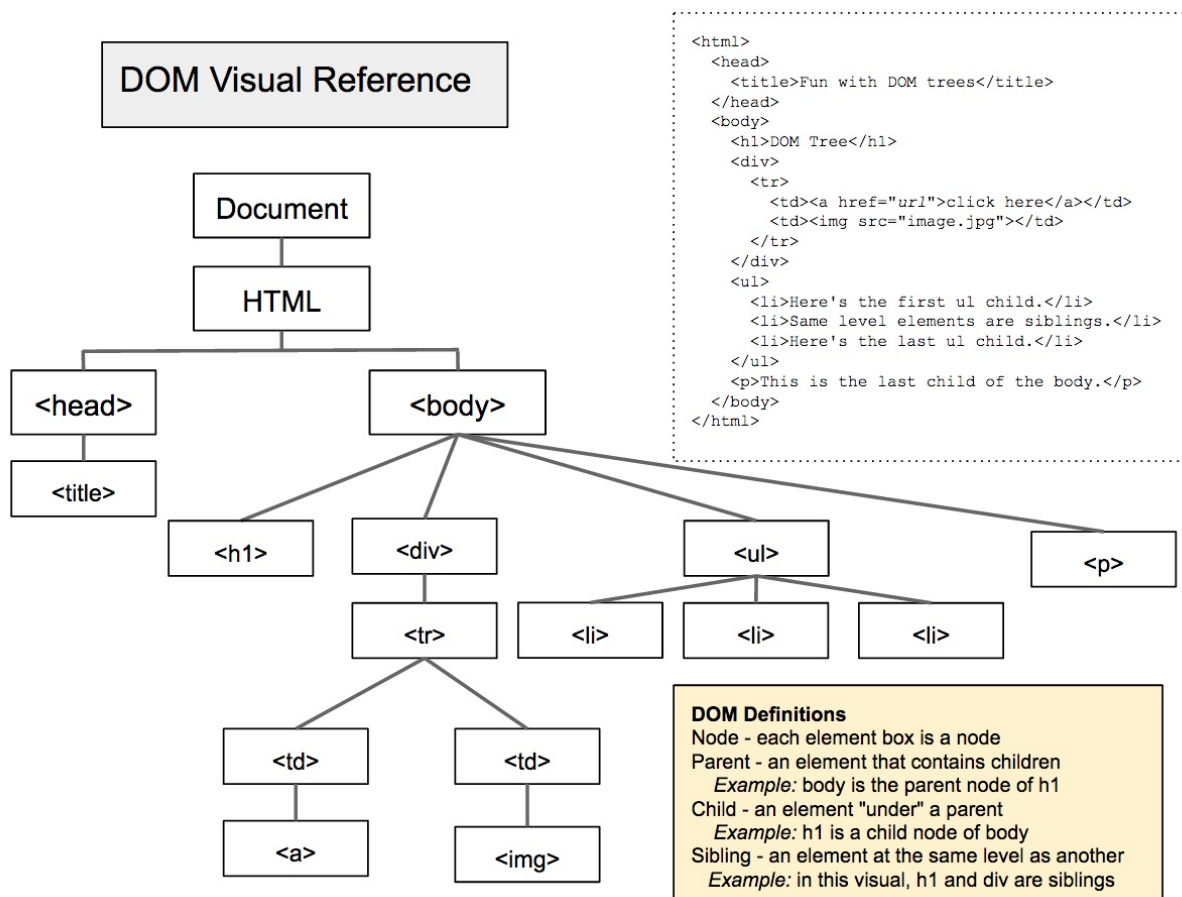 DOM Visual Reference
<html>
<head>
<title>Fun with DOM trees</title>
</head>
<body>
<h1>DOM Tree</h1>
<div>
<tr>
<td><a href="url">click here</a></td>
<td><img src="image.jpg"></td>
</tr>
</div>
<ul>
<li>Here's the first ul child.</li>
<li>Same level elements are siblings.</li>
<li>Here's the last ul child.</li>
</ul>
<p>This is the last child of the body.</p>
</body>
</html>
Document
HTML
<head>
<body>
<title>
<h1>
<div>
<ul>
<p>
<tr>
<li>
<li>
<li>
<td>
<td>
<a>
<img>
DOM Definitions
Node - each element box is a node
Parent - an element that contains children
Example: body is the parent node of h1
Child - an element "under" a parent
Example: h1 is a child node of body
Sibling - an element at the same level as another
Example: in this visual, h1 and div are siblings